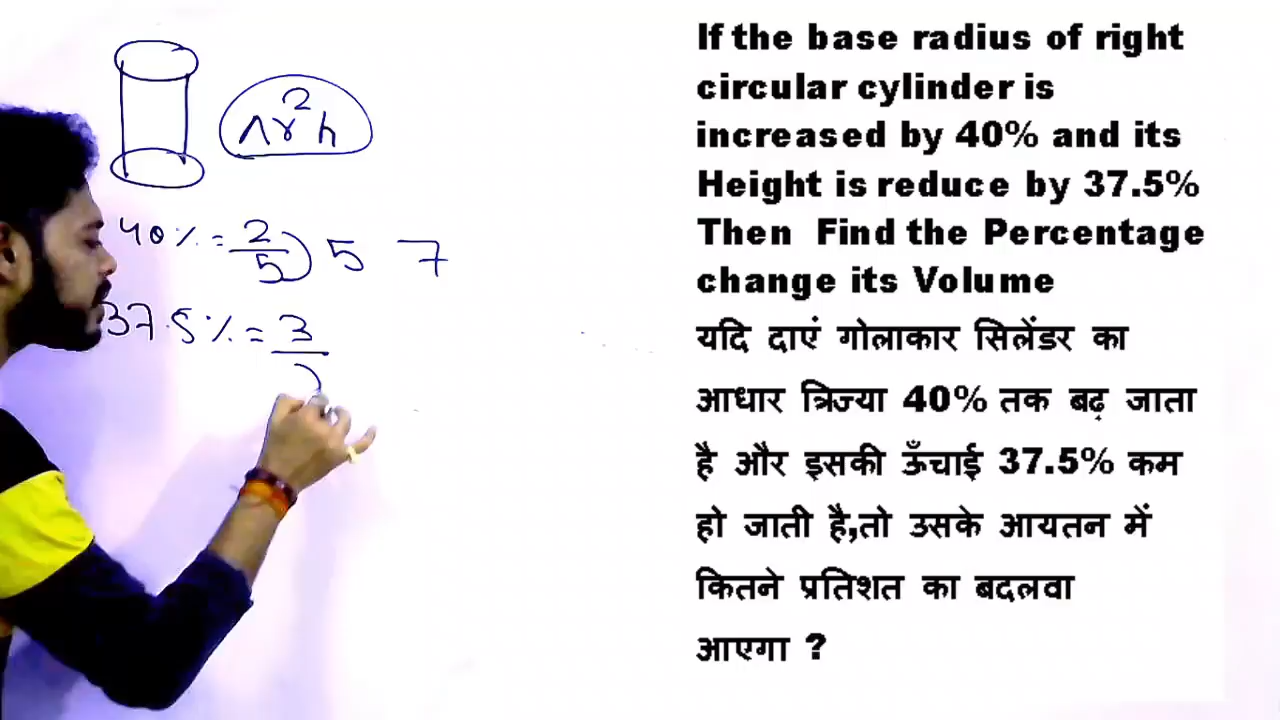 πr²h
40% = 2/5 5 7
37.5% = 3
If the base radius of right
circular cylinder is
increased by 40% and its
Height is reduce by 37.5%
Then Find the Percentage
change its Volume
यदि दाएं गोलाकार सिलेंडर का
आधार त्रिज्या 40% तक बढ़ जाता
है और इसकी ऊँचाई 37.5% कम
हो जाती है,तो उसके आयतन में
कितने प्रतिशत का बदलवा
आएगा ?